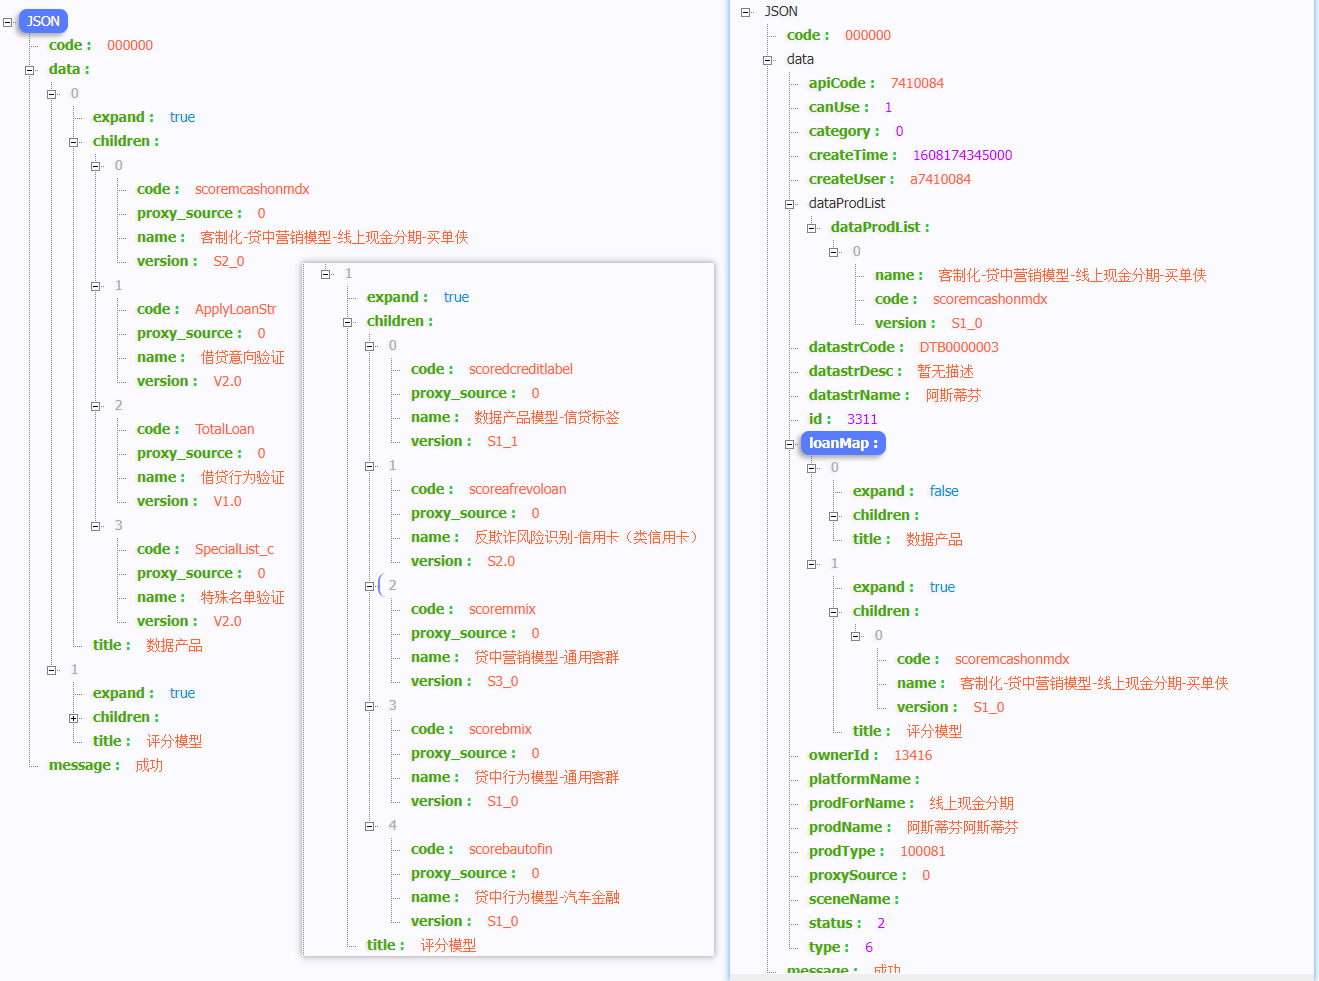 JSON
code : 000000
data :
0
expand : true
children :
0
code : scoremcashonmdx
proxy_source : 0
name : 客制化-贷中营销模型-线上现金分期-买单侠
version : S2_0
1
code : ApplyLoanStr
proxy_source : 0
name : 借贷意向验证
version : V2.0
2
code : TotalLoan
proxy_source : 0
name : 借贷行为验证
version : V1.0
3
code : SpecialList_c
proxy_source : 0
name : 特殊名单验证
version : V2.0
title : 数据产品
1
expand : true
children :
title : 评分模型
message : 成功
1
expand : true
children :
0
code : scoredcreditlabel
proxy_source : 0
name : 数据产品模型-信贷标签
version : S1_1
1
code : scoreafrevoloan
proxy_source : 0
name : 反欺诈风险识别-信用卡（类信用卡）
version : S2.0
2
code : scoremmix
proxy_source : 0
name : 贷中营销模型-通用客群
version : S3_0
3
code : scorebmix
proxy_source : 0
name : 贷中行为模型-通用客群
version : S1_0
4
code : scorebautofin
proxy_source : 0
name : 贷中行为模型-汽车金融
version : S1_0
title : 评分模型
JSON
code : 000000
data
apiCode : 7410084
canUse : 1
category : 0
createTime : 1608174345000
createUser : a7410084
dataProdList
dataProdList :
0
name : 客制化-贷中营销模型-线上现金分期-买单侠
code : scoremcashonmdx
version : S1_0
datastrCode : DTB0000003
datastrDesc : 暂无描述
datastrName : 阿斯蒂芬
id : 3311
loanMap :
0
expand : false
children :
title : 数据产品
1
expand : true
children :
0
code : scoremcashonmdx
name : 客制化-贷中营销模型-线上现金分期-买单侠
version : S1_0
title : 评分模型
ownerId : 13416
platformName :
prodForName : 线上现金分期
prodName : 阿斯蒂芬阿斯蒂芬
prodType : 100081
proxySource : 0
sceneName :
status : 2
type : 6
message : 成功